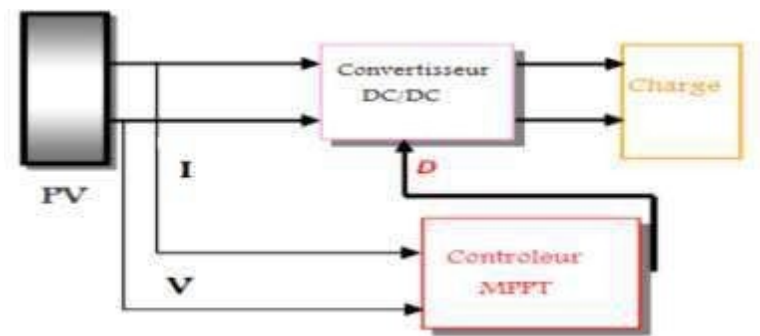 Convertisseur
DC/DC
Charge
PV
I
D
V
Controleur
MPPT